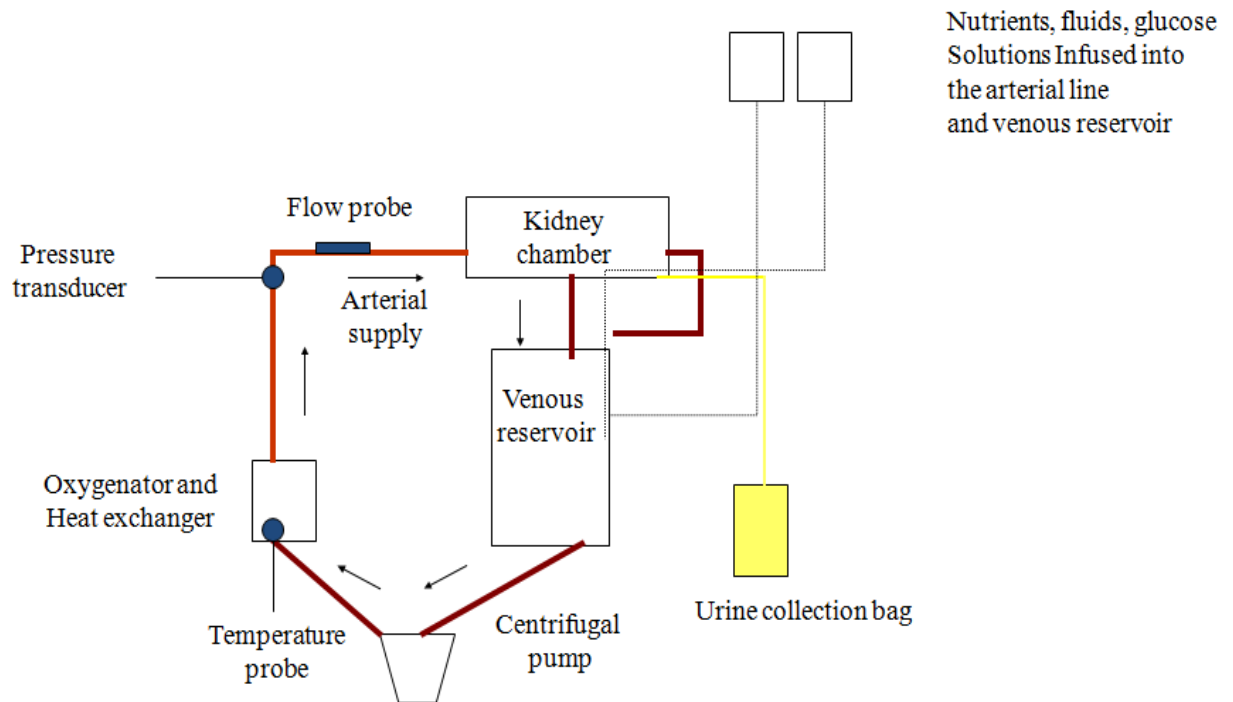 Nutrients, fluids, glucose
Solutions Infused into
the arterial line
and venous reservoir
Flow probe
Kidney
chamber
Pressure
transducer
Arterial
supply
Venous
reservoir
Oxygenator and
Heat exchanger
Temperature
probe
Centrifugal
pump
Urine collection bag